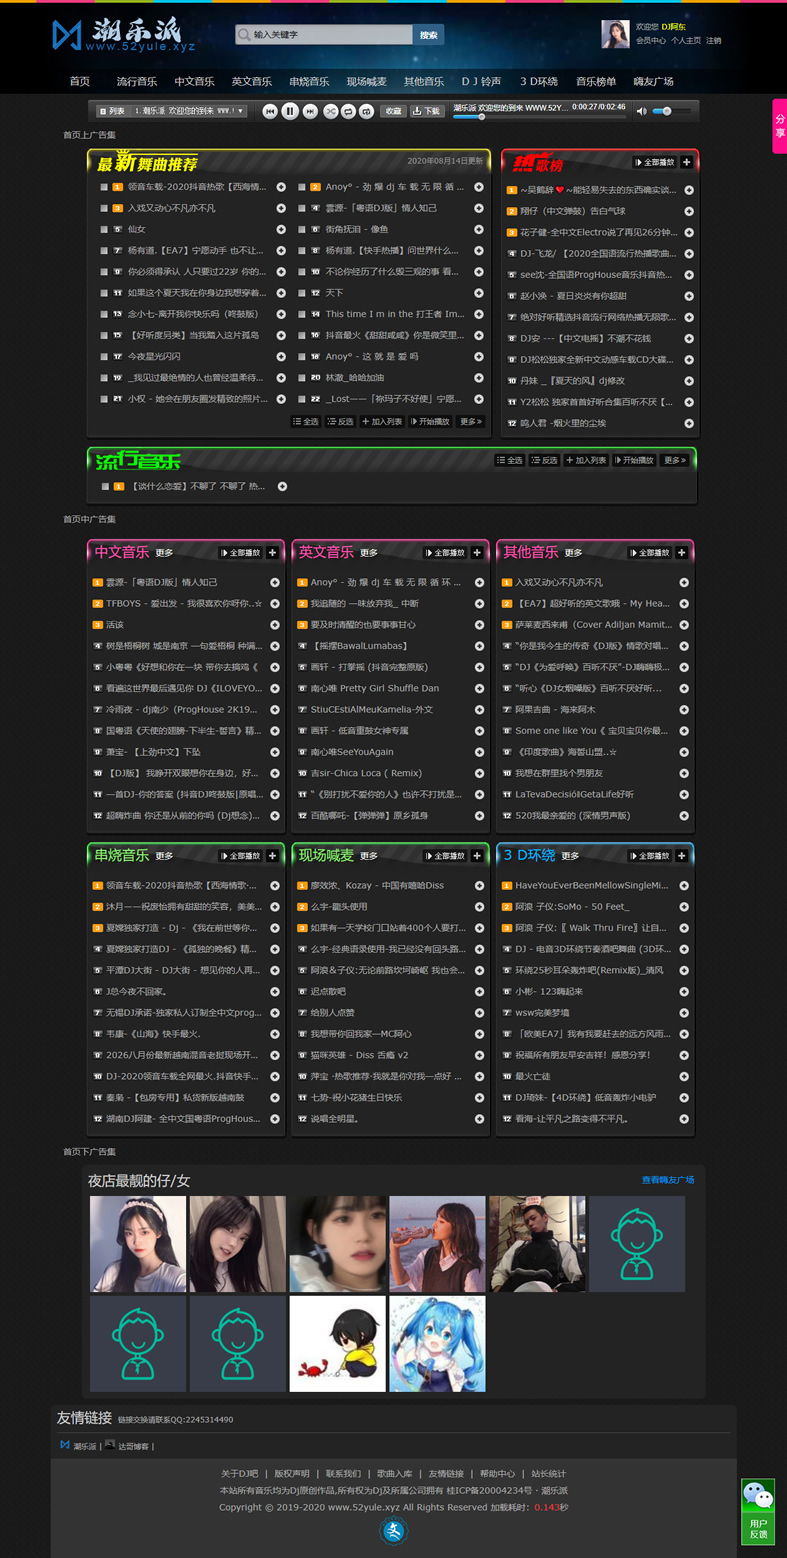 潮乐派
www.52yule.xyz
输入关键字
搜索
欢迎您 DJ阿东
会员中心 个人主页 注销
首页 流行音乐 中文音乐 英文音乐 串烧音乐 现场喊麦 其他音乐 D J 铃声 3 D环绕 音乐榜单 嗨友广场
列表 1.潮乐派 欢迎您的到来 WWW.5 收藏 下载 潮乐派 欢迎您的到来 WWW.52Y... 0:00:27/0:02:46
分享
首页上广告集
最新舞曲推荐 2020年08月14日更新
1 领音车载-2020抖音热歌【西海情...
2 Anoy° - 劲 爆 dj 车 载 无 限 循 ...
3 入戏又动心不凡亦不凡
4 雲源-「粤语DJ版」情人知己
5 仙女
6 街角抚泪 - 像鱼
7 杨有道.【EA7】宁愿动手 也不让...
8 杨有道.【快手热播】问世界什么...
9 你必须得承认 人只要过22岁 你的...
10 不论你经历了什么毁三观的事 看...
11 如果这个夏天我在你身边我想穿着...
12 天下
13 念小七-离开我你快乐吗（咚鼓版）
14 This time I m in the 打王者 Im...
15 【好听度另类】当我踏入这片孤岛
16 抖音最火《甜甜咸咸》你是微笑里...
17 今夜星光闪闪
18 Anoy° - 这 就 是 爱 吗
19 _我见过最绝情的人也曾经温柔待...
20 林澈_哈哈加油
21 小权 - 她会在朋友圈发精致的照片...
22 _Lost——「祢玛子不好使」宁愿...
全选 反选 加入列表 开始播放 更多»
热歌榜 全部播放
1 ~吴鹤辞❤~能轻易失去的东西确实谈...
2 翔仔（中文弹鼓）告白气球
3 花子健-全中文Electro说了再见26分钟...
4 DJ-飞龙/ 【2020全国语流行热播歌曲...
5 see沈-全国语ProgHouse音乐抖音热...
6 赵小涣 - 夏日炎炎有你超甜
7 绝对好听精选抖音流行网络热播无限歌...
8 DJ安 ---【中文电摇】不潮不花钱
9 DJ松松独家全新中文动感车载CD大碟...
10 丹妹 _『夏天的风』dj修改
11 Y2松松 独家首首好听合集百听不厌【...
12 鸣人君 -烟火里的尘埃
流行音乐 全选 反选 加入列表 开始播放 更多»
1 【谈什么恋爱】不聊了 不聊了 热...
首页中广告集
中文音乐 更多 全部播放
1 雲源-「粤语DJ版」情人知己
2 TFBOYS - 爱出发 - 我很喜欢你呀你..☆
3 活该
4 树是梧桐树 城是南京 一句爱梧桐 种满...
5 小粤粤《好想和你在一块 带你去搞鸡《
6 看遍这世界最后遇见你 DJ《ILOVEYO...
7 冷雨夜 - dj南少（ProgHouse 2K19...
8 国粤语《天使的翅膀-下半生-誓言》精...
9 萧宝- 【上劲中文】下坠
10 【DJ版】 我睁开双眼想你在身边，好...
11 一首DJ-你的答案 (抖音DJ咚鼓版|原唱...
12 超嗨炸曲 你还是从前的你吗 (Dj想念)...
英文音乐 更多 全部播放
1 Anoy° - 劲 爆 dj 车 载 无 限 循 环 ...
2 我追随的 一味放弃我_ 中断
3 要及时清醒的也要事事甘心
4 【摇摆BawalLumabas】
5 画轩 - 打拳摇 (抖音完整原版)
6 南心唯 Pretty Girl Shuffle Dan
7 StiuCEstiAlMeuKamelia-外文
8 画轩 - 低音重鼓女神专属
9 南心唯SeeYouAgain
10 吉sir-Chica Loca ( Remix)
11 “《别打扰不爱你的人》也许不打扰是...
12 百酷哪吒-【弹弹弹】原乡孤身
其他音乐 更多 全部播放
1 入戏又动心不凡亦不凡
2 【EA7】超好听的英文歌哦 - My Hea...
3 萨莱麦西来甫（Cover Adiljan Mamit...
4 “你是我今生的传奇《DJ版》情歌对唱...
5 “DJ《为爱呼唤》百听不厌”-DJ嗨嗨极...
6 “听心《DJ女烟嗓版》百听不厌好听...
7 阿果吉曲 - 海来阿木
8 Some one like You《 宝贝宝贝你最...
9 《印度歌曲》海誓山盟..☆
10 我想在群里找个男朋友
11 LaTevaDecisióIGetaLife好听
12 520我最亲爱的 (深情男声版)
串烧音乐 更多 全部播放
1 领音车载-2020抖音热歌【西海情歌·...
2 沐月——祝废怡拥有甜甜的笑容，美美...
3 夏嫦独家打造 - Dj - 《我在前世等你...
4 夏嫦独家打造DJ - 《孤独的晚餐》精...
5 平潭DJ大街 - DJ大街 - 想见你的人再...
6 J总今夜不回家。
7 无锡DJ承诺-独家私人订制全中文prog...
8 韦康-《山海》快手最火.
9 2026/八月份最新越南混音老挝现场开...
10 DJ-2020领音车载全网最火.抖音快手...
11 秦枭 - 【包房专用】私货新版越南鼓
12 湖南DJ阿建- 全中文国粤语ProgHous...
现场喊麦 更多 全部播放
1 廖效浓、Kozay - 中国有嘻哈Diss
2 么宇-鼬头使用
3 如果有一天学校门口站着400个人要打...
4 么宇-经典语录使用-我已经没有回头路...
5 阿浪＆子仪:无论前路坎坷崎岖 我也会...
6 迟点散吧
7 给别人点赞
8 我想带你回我家—MC阿心
9 猫咪英雄 - Diss 舌瘾 v2
10 萍宝 -热歌推荐-我就是你对我一点好 ...
11 七势-祝小花猪生日快乐
12 说唱全明星。
3 D环绕 更多 全部播放
1 HaveYouEverBeenMellowSingleMi...
2 阿浪 子仪:SoMo - 50 Feet_
3 阿浪 子仪:〖Walk Thru Fire〗让自...
4 DJ - 电音3D环绕节奏酒吧舞曲 (3D环...
5 环绕25秒耳朵轰炸吧(Remix版)_清风
6 小彬- 123嗨起来
7 wsw完美梦墙
8 「欧美EA7」我有我要赶去的远方风雨...
9 祝福所有朋友早安吉祥！感恩分享！
10 最火亡徒
11 DJ琦妹-【4D环绕】低音轰炸小电驴
12 看海-让平凡之路变得不平凡。
首页下广告集
夜店最靓的仔/女 查看嗨友广场
友情链接 链接交换请联系QQ:2245314490
潮乐派 | 达哥博客 |
关于DJ吧 | 版权声明 | 联系我们 | 歌曲入库 | 友情链接 | 帮助中心 | 站长统计
本站所有音乐均为DJ原创作品,所有权为DJ及所属公司拥有 桂ICP备20004234号 · 潮乐派
Copyright © 2019-2020 www.52yule.xyz All Rights Reserved 加载耗时：0.143秒
用户
反馈